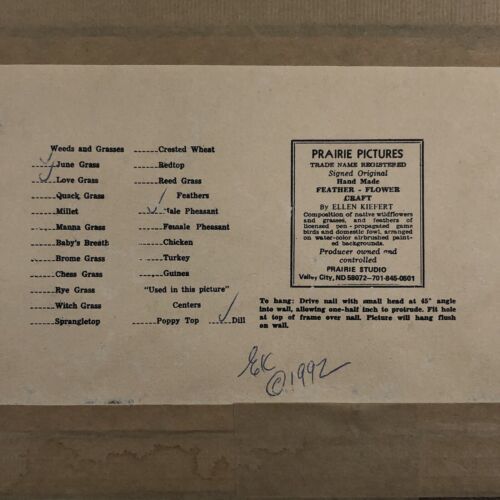 Weeds and Grasses
June Grass
Love Grass
Quack Grass
Millet
Manna Grass
Baby's Breath
Brome Grass
Chess Grass
Rye Grass
Witch Grass
Sprangletop
Crested Wheat
Redtop
Reed Grass
Feathers
Male Pheasant
Female Pheasant
Chicken
Turkey
Guinea
"Used in this picture"
Centers
Poppy Top Dill
PRAIRIE PICTURES
TRADE NAME REGISTERED
Signed Original
Hand Made
FEATHER - FLOWER
CRAFT
By ELLEN KIEFERT
Composition of native wildflowers
and grasses, and feathers of
licensed pen-propagated game
birds and domestic fowl, arranged
on water-color airbrushed paint-
ed backgrounds.
Producer owned and
controlled
PRAIRIE STUDIO
Valley City, ND 58072-701-845-0501
To hang: Drive nail with small head at 45° angle
into wall, allowing one-half inch to protrude. Fit hole
at top of frame over nail. Picture will hang flush
on wall.
EK
©1992